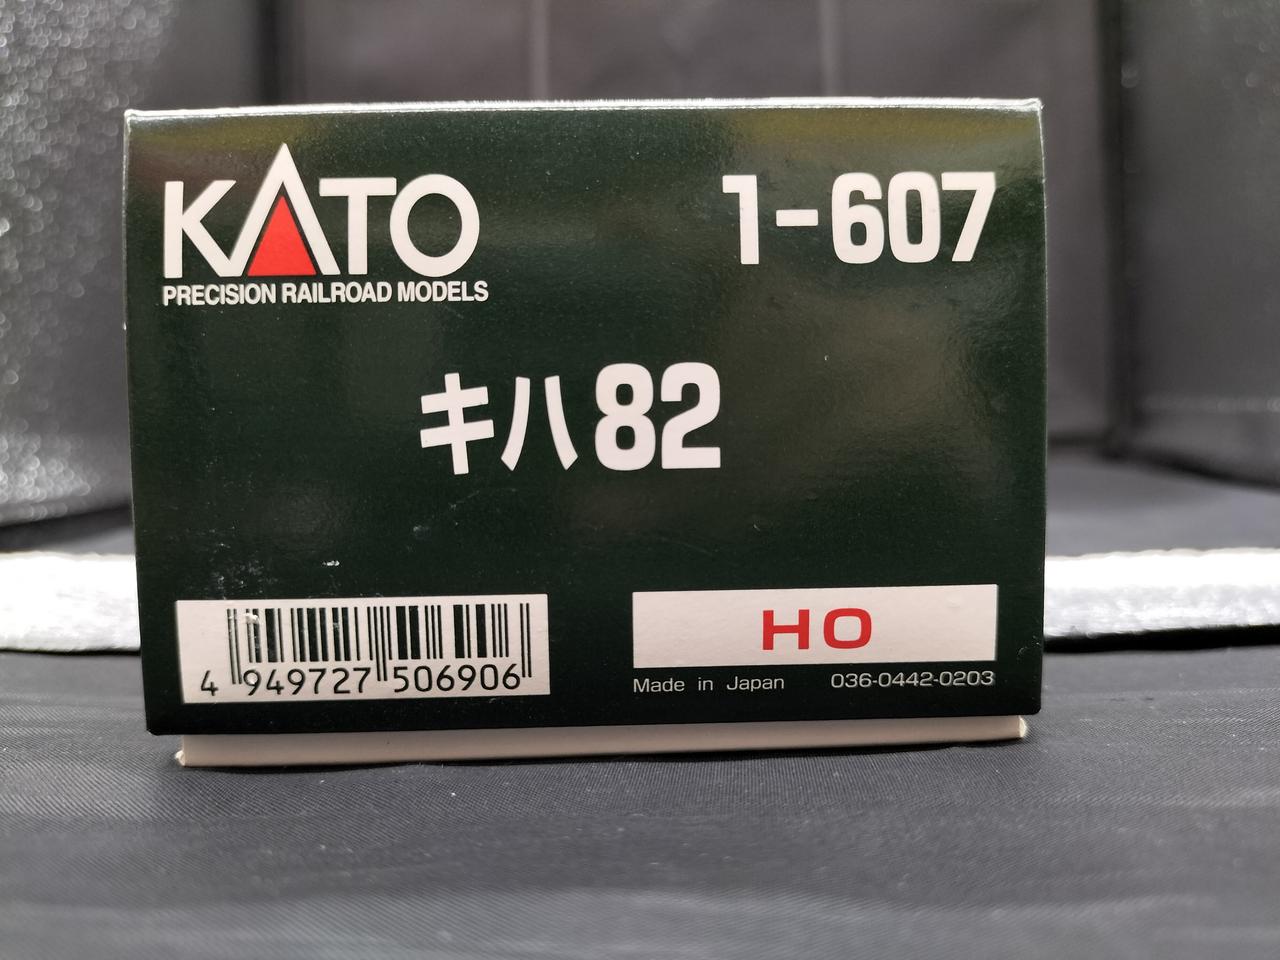 KATO
PRECISION RAILROAD MODELS
1-607
キハ82
4 949727 506906
HO
Made in Japan 036-0442-0203